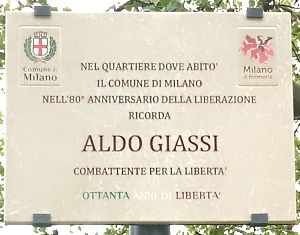 Comune di
Milano
Milano
è memoria
NEL QUARTIERE DOVE ABITO'
IL COMUNE DI MILANO
NELL'80° ANNIVERSARIO DELLA LIBERAZIONE
RICORDA
ALDO GIASSI
COMBATTENTE PER LA LIBERTA'
OTTANTA ANNI DI LIBERTA'